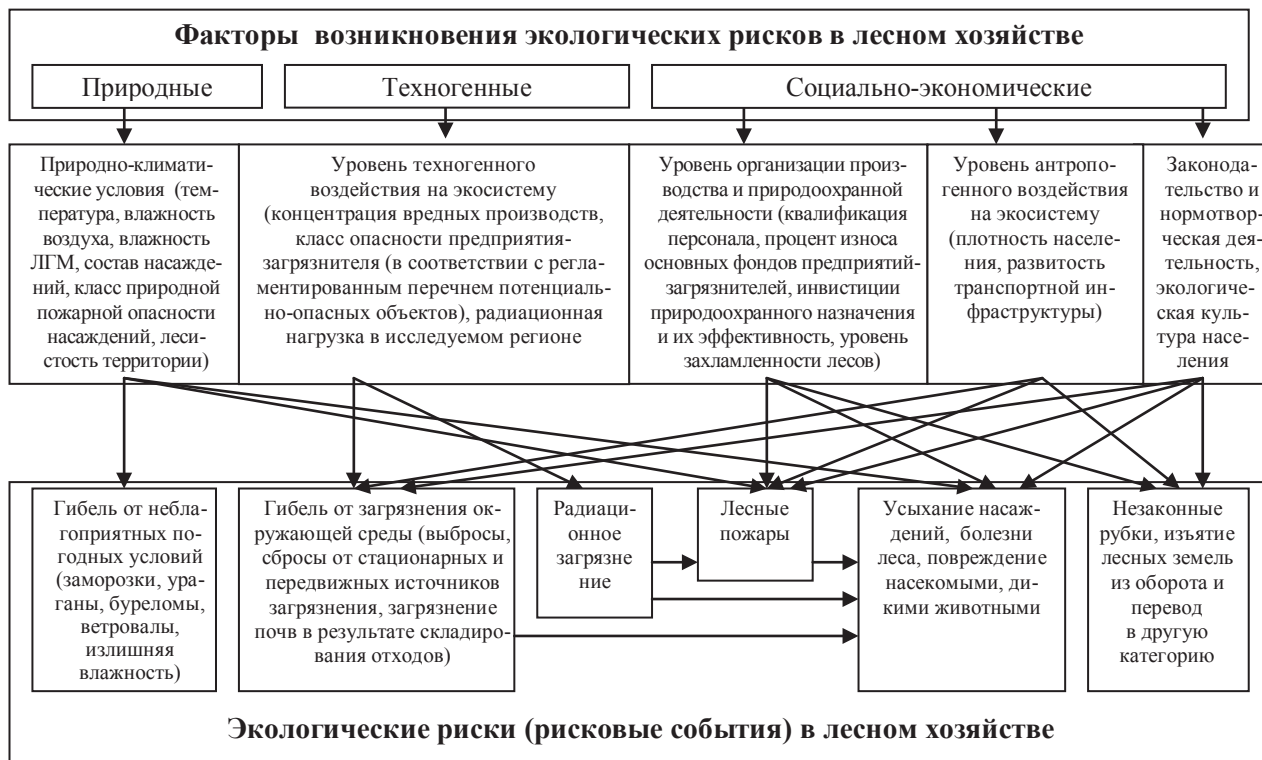 Факторы возникновения экологических рисков в лесном хозяйстве
Природные
Техногенные
Социально-экономические
Природно-климати-
ческие условия (тем-
пература, влажность
воздуха, влажность
ЛГМ, состав насажде-
ний, класс природной
пожарной опасности
насаждений, леси-
стость территории)
Уровень техногенного
воздействия на экосистему
(концентрация вредных производств,
класс опасности предприятия-
загрязнителя (в соответствии с регла-
ментированным перечнем потенциаль-
но-опасных объектов), радиационная
нагрузка в исследуемом регионе
Уровень организации произ-
водства и природоохранной
деятельности (квалификация
персонала, процент износа
основных фондов предприятий-
загрязнителей, инвистиции
природоохранного назначения
и их эффективность, уровень
захламленности лесов)
Уровень антропо-
генного воздействия
на экосистему
(плотность населе-
ния, развитость
транспортной ин-
фраструктуры)
Законода-
тельство и
нормотвор-
ческая дея-
тельность,
экологиче-
ская куль-
тура насе-
ления
Гибель от небла-
гоприятных по-
годных условий
(заморозки, ура-
ганы, буреломы,
ветровалы,
излишняя
влажность)
Гибель от загрязнения ок-
ружающей среды (выбросы,
сбросы от стационарных и
передвижных источников
загрязнения, загрязнение
почв в результате складиро-
вания отходов)
Радиаци-
онное
загрязне
ние
Лесные
пожары
Усыхание насаж-
дений, болезни
леса, повреждение
насекомыми, ди-
кими животными
Незаконные
рубки, изъятие
лесных земель
из оборота и
перевод
в другую
категорию
Экологические риски (рисковые события) в лесном хозяйстве